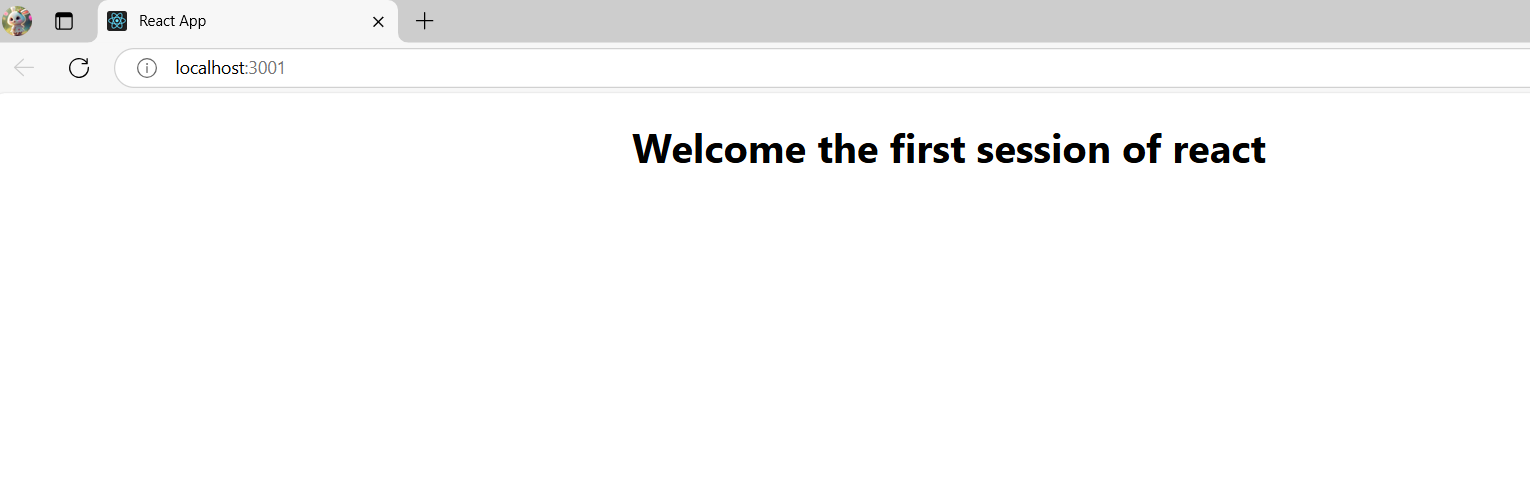 React App
localhost:3001
Welcome the first session of react